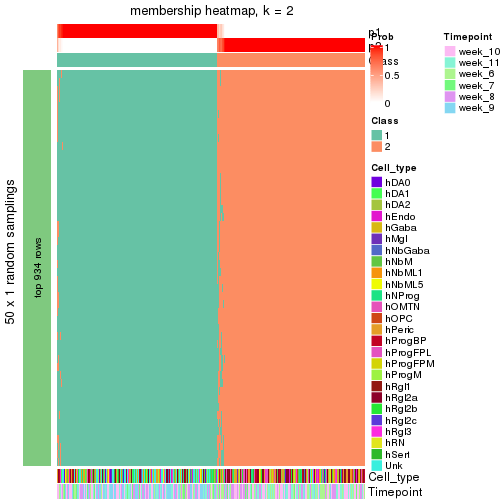 membership heatmap, k = 2
p1
p2
Class
50 x 1 random samplings
top 934 rows
Cell_type
Timepoint
Prob
1
0.5
0
Class
1
2
Cell_type
hDA0
hDA1
hDA2
hEndo
hGaba
hMgl
hNbGaba
hNbM
hNbML1
hNbML5
hNProg
hOMTN
hOPC
hPeric
hProgBP
hProgFPL
hProgFPM
hProgM
hRgl1
hRgl2a
hRgl2b
hRgl2c
hRgl3
hRN
hSert
Unk
Timepoint
week_10
week_11
week_6
week_7
week_8
week_9